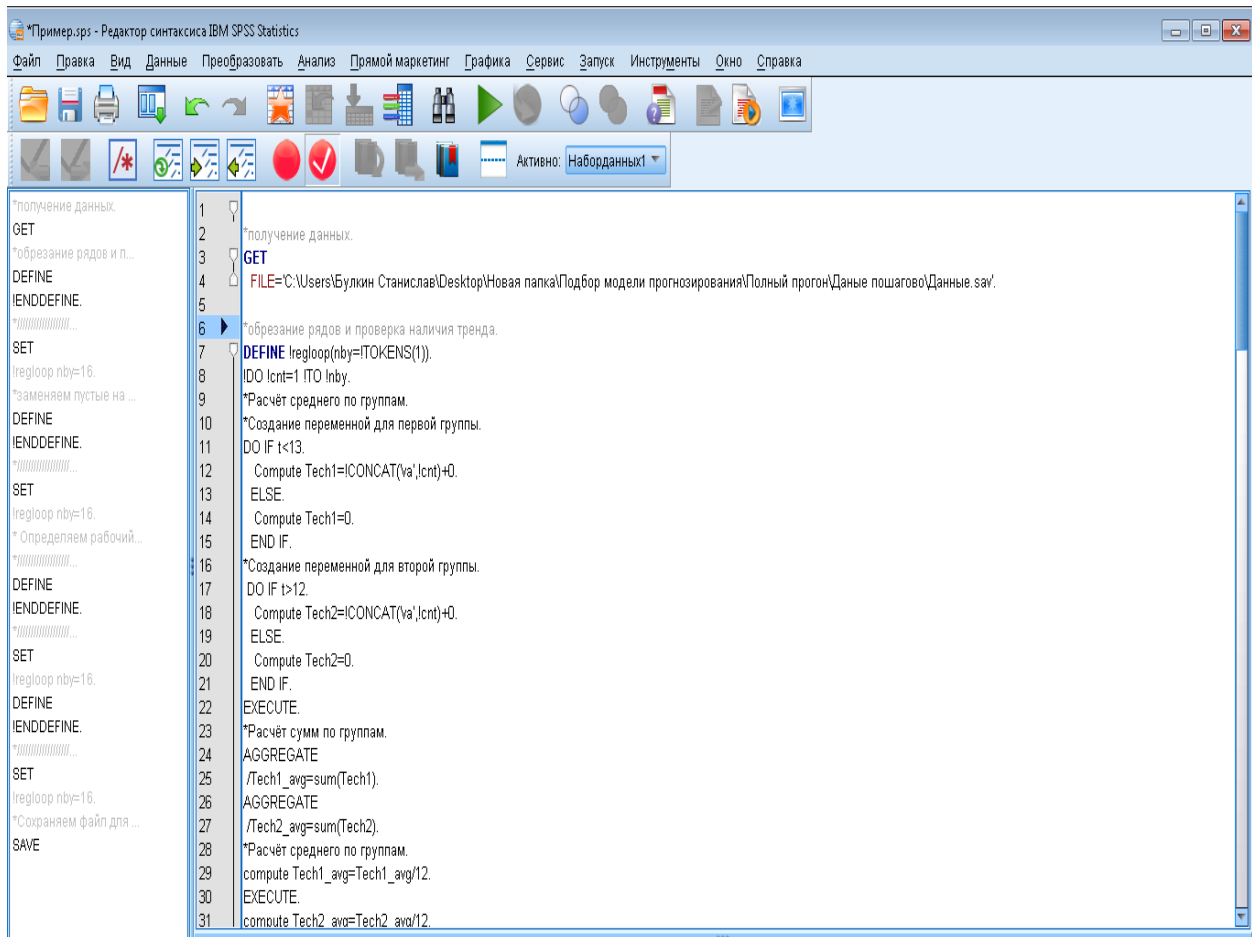 *Пример.sps - Редактор синтаксиса IBM SPSS Statistics
Файл Правка Вид Данные Преобразовать Анализ Прямой маркетинг Графика Сервис Запуск Инструменты Окно Справка
Активно: Наборданных1
*получение данных.
GET
*обрезание рядов и п...
DEFINE
!ENDDEFINE.
*///////////////////...
SET
!regloop nby=16.
*заменяем пустые на ...
DEFINE
!ENDDEFINE.
*///////////////////...
SET
!regloop nby=16.
* Определяем рабочий...
*///////////////////...
DEFINE
!ENDDEFINE.
*///////////////////...
SET
!regloop nby=16.
DEFINE
!ENDDEFINE.
*///////////////////...
SET
!regloop nby=16.
*Сохраняем файл для ...
SAVE
1
2 *получение данных.
3 GET
4 FILE='C:\Users\Булкин Станислав\Desktop\Новая папка\Подбор модели прогнозирования\Полный прогон\Даные пошагово\Данные.sav'.
5
6 *обрезание рядов и проверка наличия тренда.
7 DEFINE !regloop(nby=!TOKENS(1)).
8 !DO !cnt=1 !TO !nby.
9 *Расчёт среднего по группам.
10 *Создание переменной для первой группы.
11 DO IF t<13.
12 Compute Tech1=!CONCAT('va',!cnt)+0.
13 ELSE.
14 Compute Tech1=0.
15 END IF.
16 *Создание переменной для второй группы.
17 DO IF t>12.
18 Compute Tech2=!CONCAT('va',!cnt)+0.
19 ELSE.
20 Compute Tech2=0.
21 END IF.
22 EXECUTE.
23 *Расчёт сумм по группам.
24 AGGREGATE
25 /Tech1_avg=sum(Tech1).
26 AGGREGATE
27 /Tech2_avg=sum(Tech2).
28 *Расчёт среднего по группам.
29 compute Tech1_avg=Tech1_avg/12.
30 EXECUTE.
31 compute Tech2_avg=Tech2_avg/12.